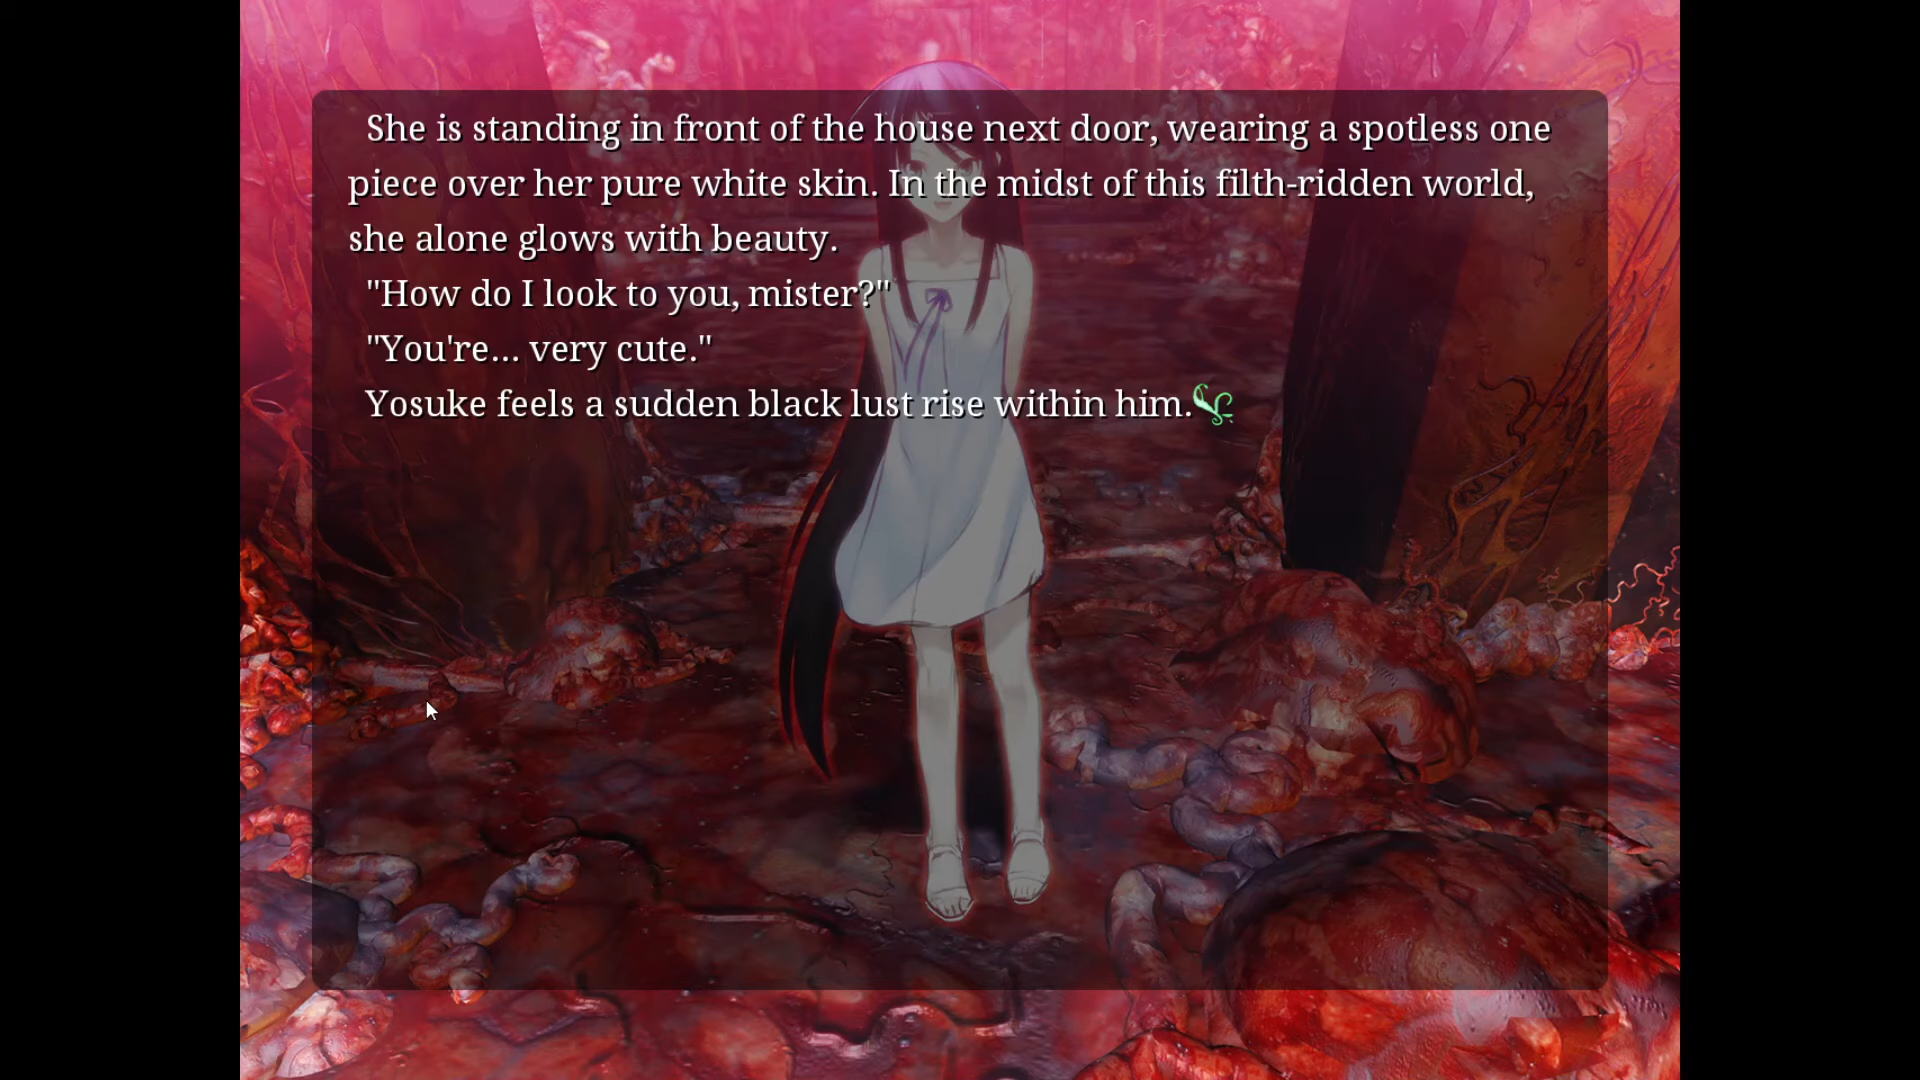 She is standing in front of the house next door, wearing a spotless one
piece over her pure white skin. In the midst of this filth-ridden world,
she alone glows with beauty.
"How do I look to you, mister?"
"You're... very cute."
Yosuke feels a sudden black lust rise within him.